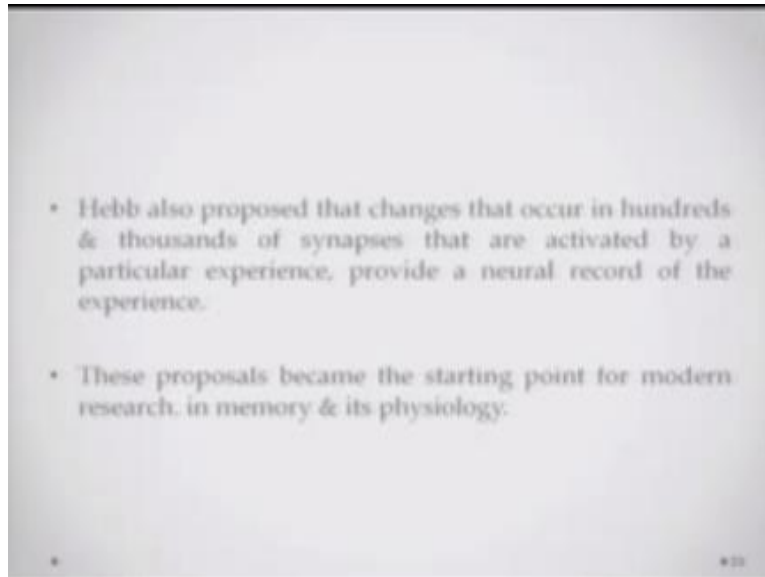 • Hebb also proposed that changes that occur in hundreds
& thousands of synapses that are activated by a
particular experience, provide a neural record of the
experience.
• These proposals became the starting point for modern
research. in memory & its physiology.